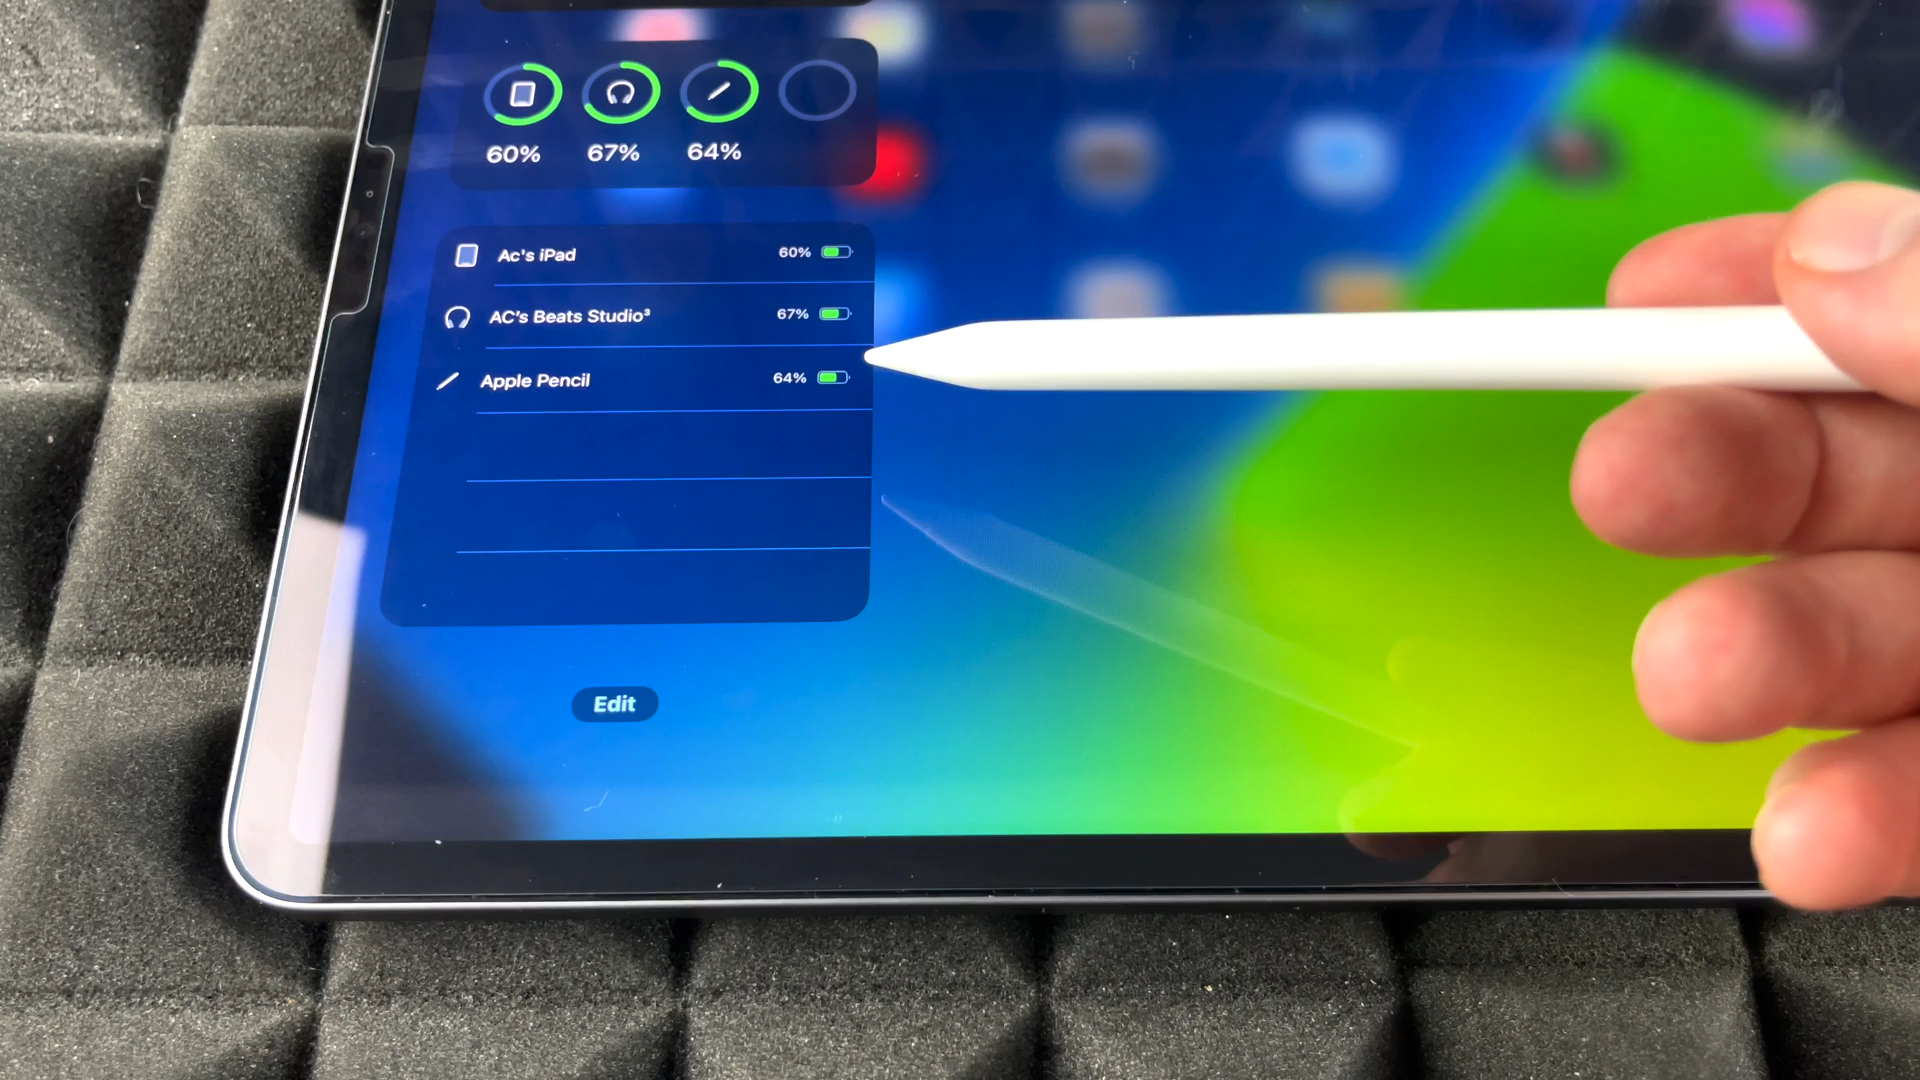 60% 67% 64%
Ac's iPad 60%
AC's Beats Studio³ 67%
Apple Pencil 64%
Edit